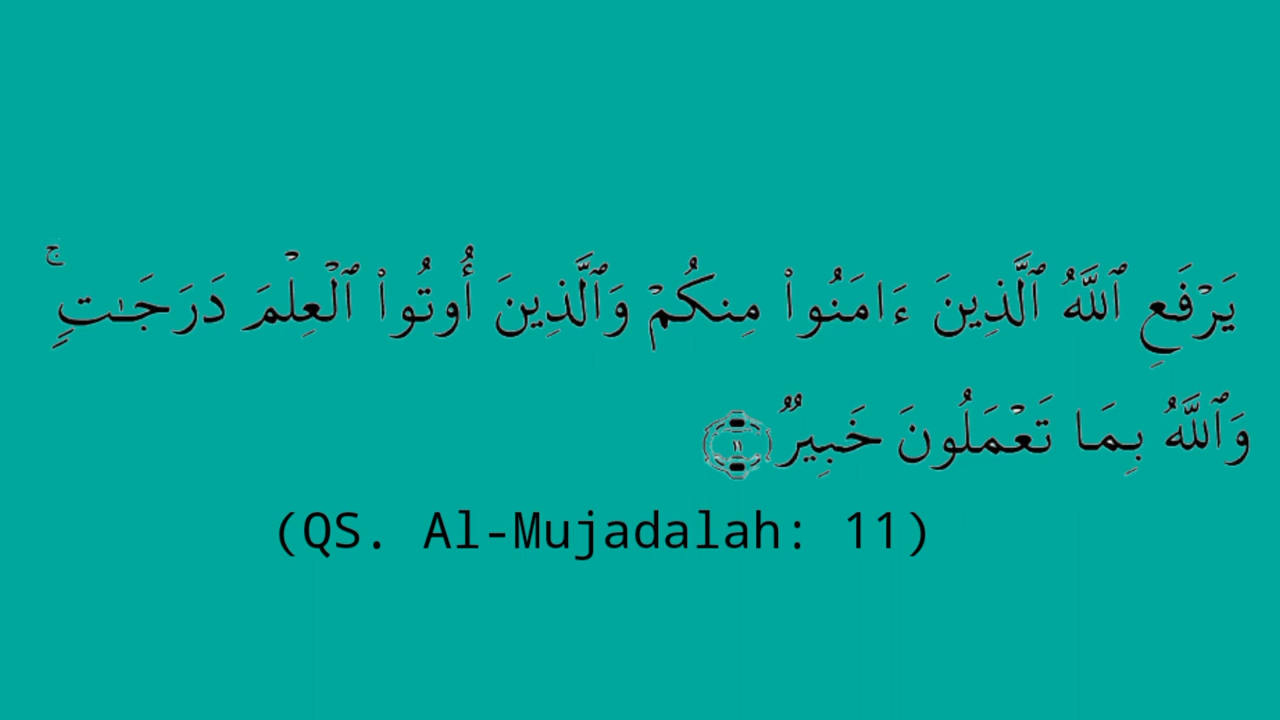 يَرْفَعِ ٱللَّهُ ٱلَّذِينَ ءَامَنُوا۟ مِنكُمْ وَٱلَّذِينَ أُوتُوا۟ ٱلْعِلْمَ دَرَجَـٰتٍۢ ۚ
وَٱللَّهُ بِمَا تَعْمَلُونَ خَبِيرٌۭ ١١
(QS. Al-Mujadalah: 11)